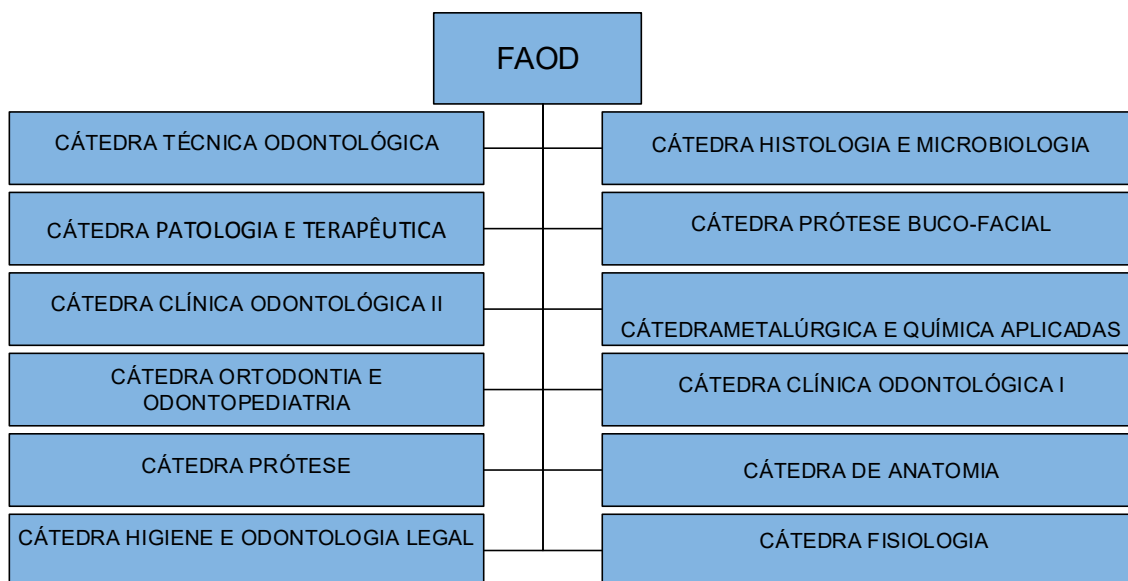 FAOD
CÁTEDRA TÉCNICA ODONTOLÓGICA
CÁTEDRA HISTOLOGIA E MICROBIOLOGIA
CÁTEDRA PATOLOGIA E TERAPÊUTICA
CÁTEDRA PRÓTESE BUCO-FACIAL
CÁTEDRA CLÍNICA ODONTOLÓGICA II
CÁTEDRAMETALÚRGICA E QUÍMICA APLICADAS
CÁTEDRA ORTODONTIA E
ODONTOPEDIATRIA
CÁTEDRA CLÍNICA ODONTOLÓGICA I
CÁTEDRA PRÓTESE
CÁTEDRA DE ANATOMIA
CÁTEDRA HIGIENE E ODONTOLOGIA LEGAL
CÁTEDRA FISIOLOGIA